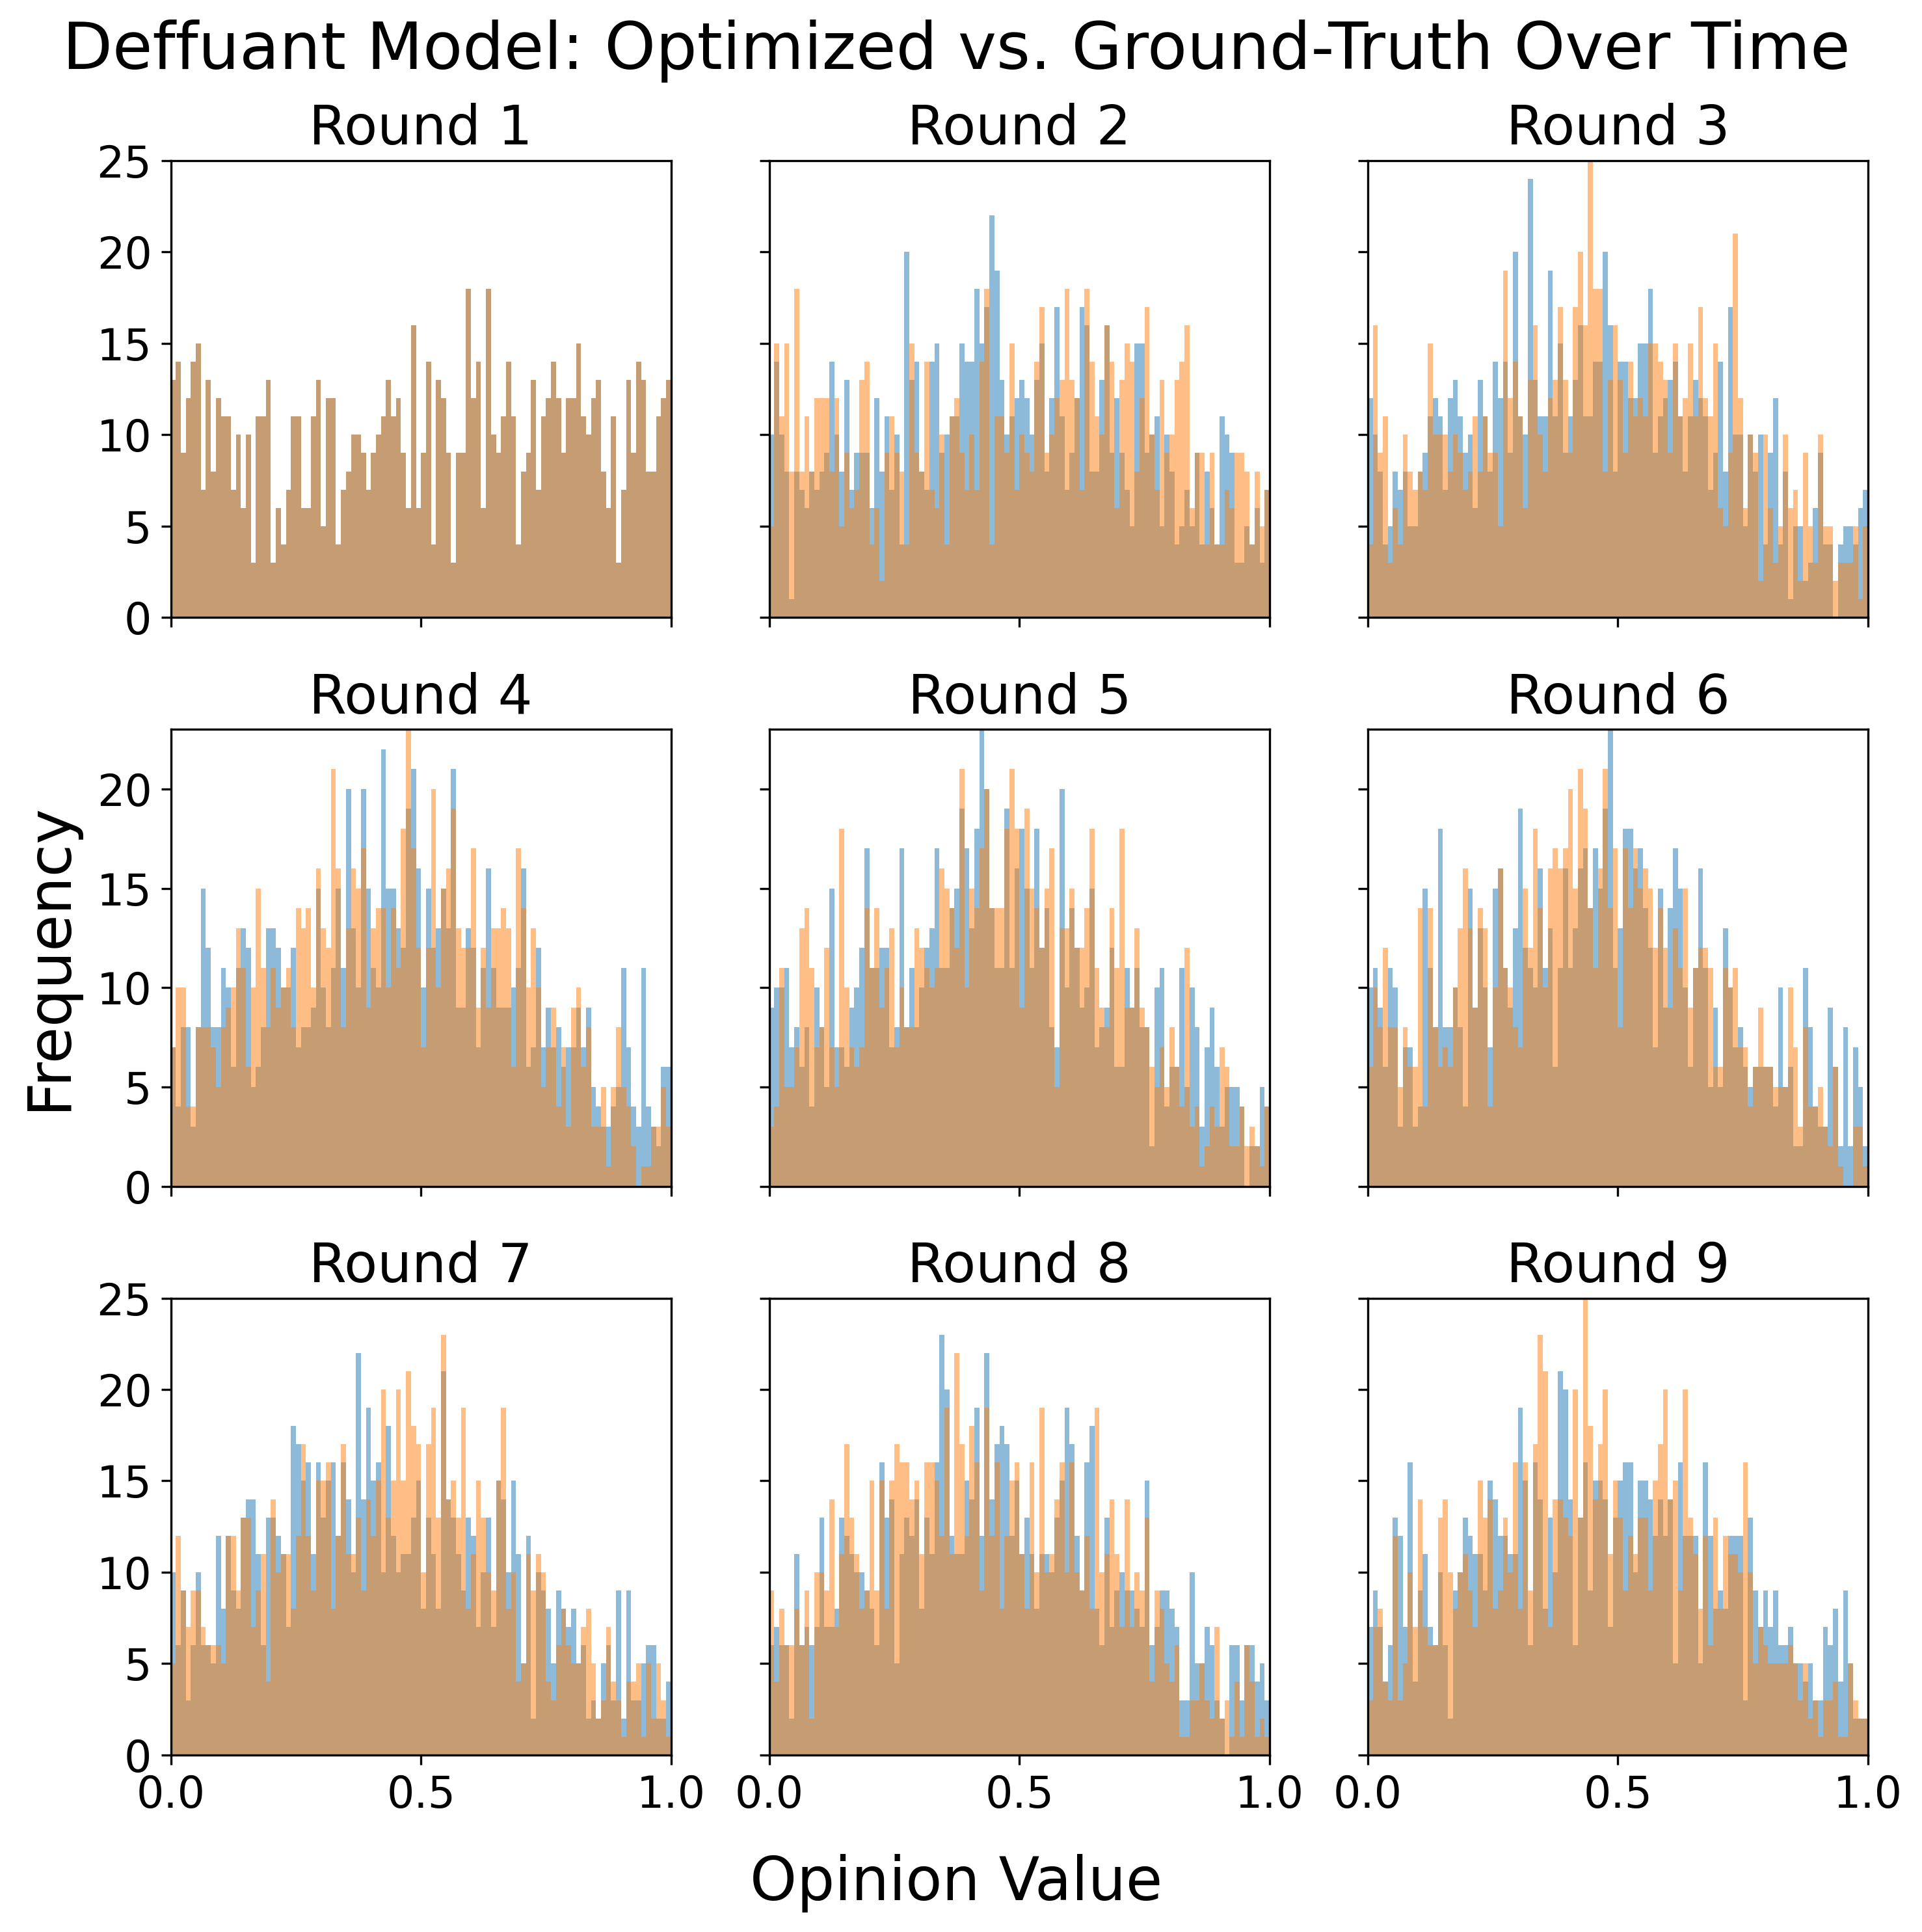 Deffuant Model: Optimized vs. Ground-Truth Over Time
Round 1
Round 2
Round 3
25
20
15
10
5
0
Round 4
Round 5
Round 6
Frequency
20
15
10
5
0
Round 7
Round 8
Round 9
25
20
15
10
5
0
0.0 0.5 1.0 0.0 0.5 1.0 0.0 0.5 1.0
Opinion Value